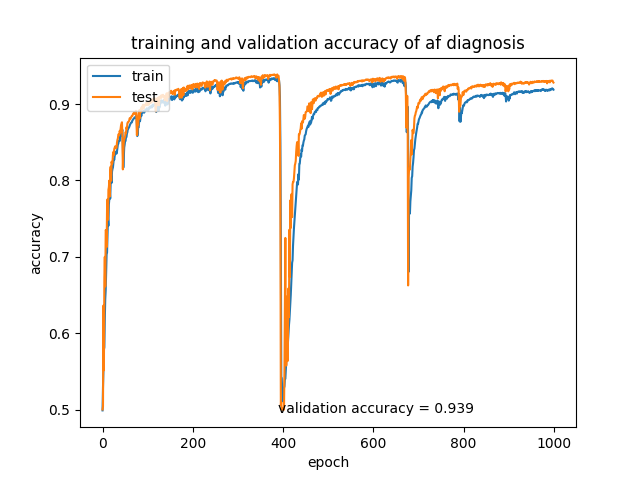 training and validation accuracy of af diagnosis
train
test
0.9
0.8
0.7
0.6
0.5
accuracy
validation accuracy = 0.939
0 200 400 600 800 1000
epoch